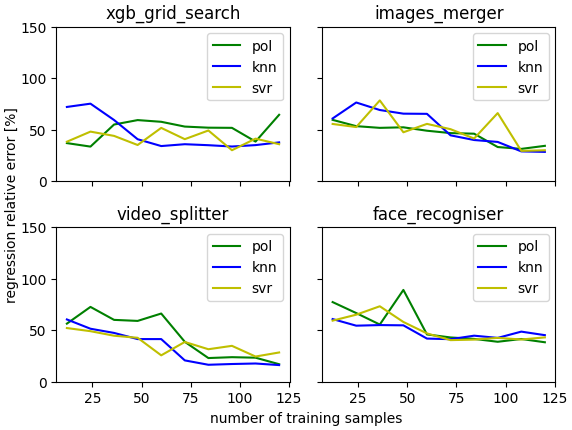 xgb_grid_search
images_merger
150
100
50
0
pol
knn
svr
pol
knn
svr
regression relative error [%]
video_splitter
face_recogniser
150
100
50
0
pol
knn
svr
pol
knn
svr
25 50 75 100 125
25 50 75 100 125
number of training samples